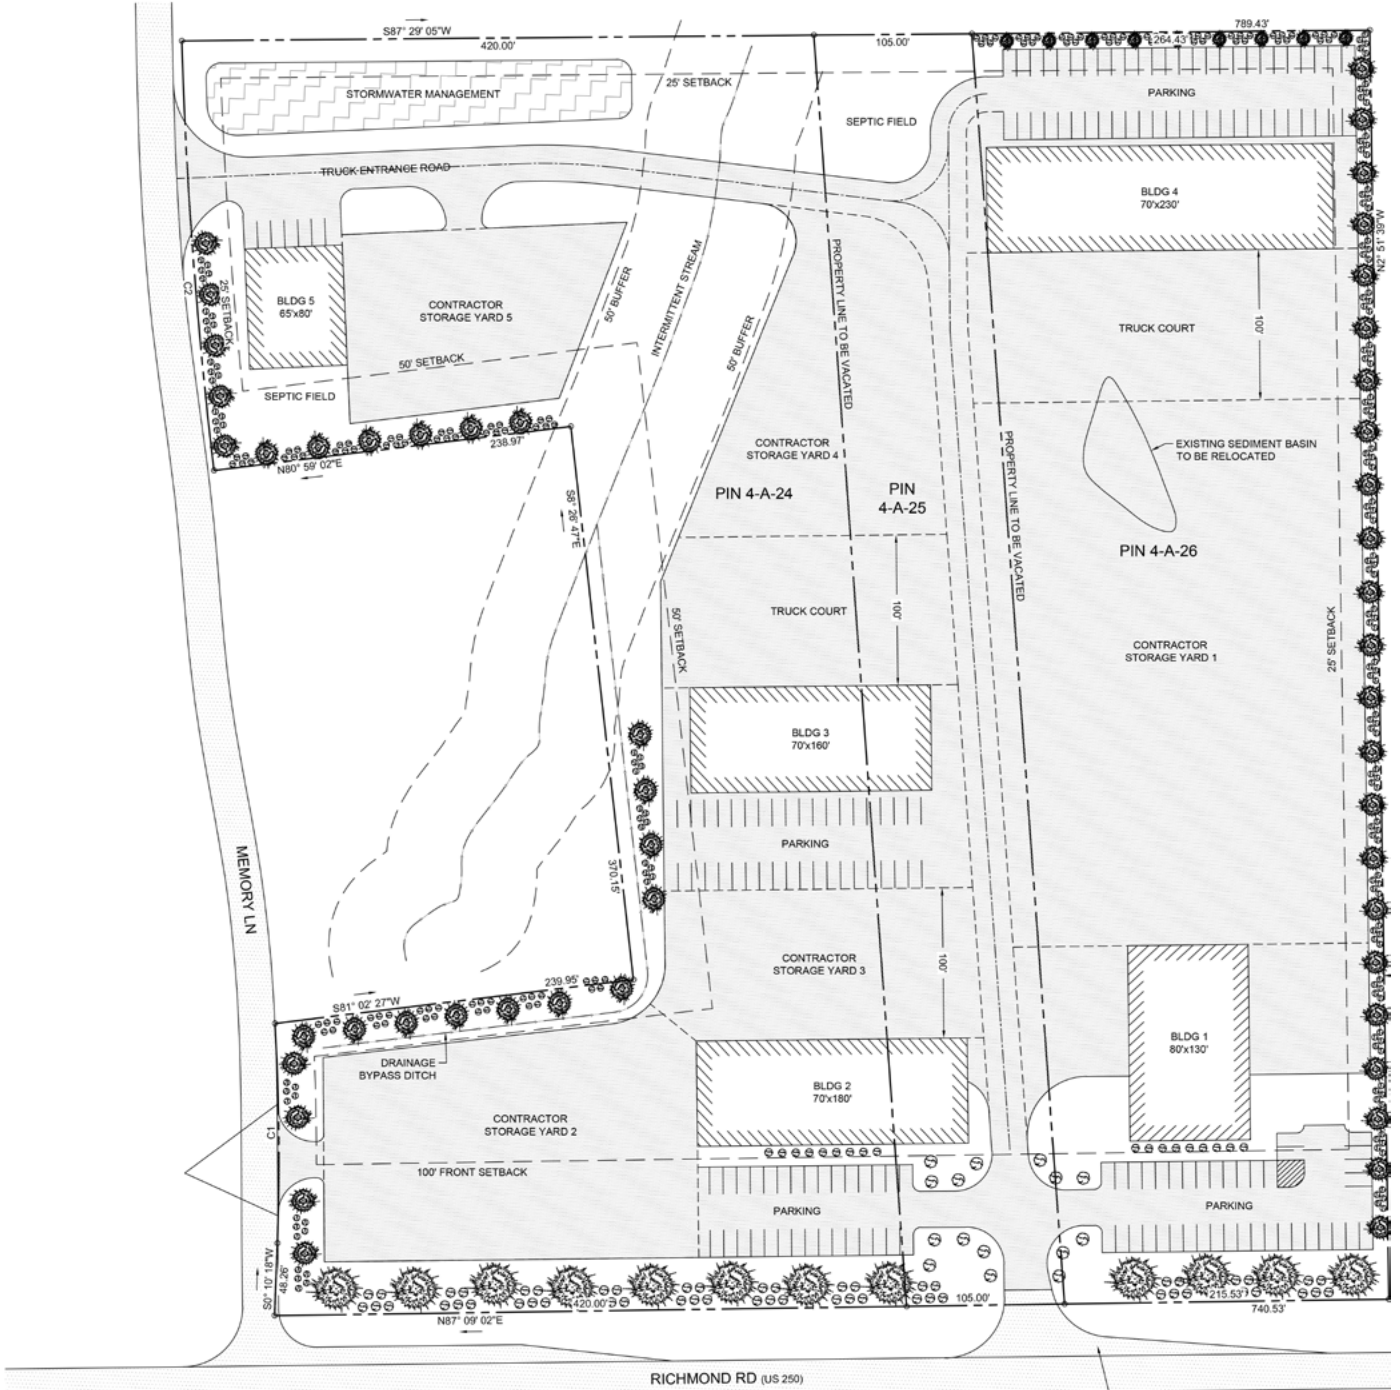 S87° 29' 05"W
420.00'
105.00'
789.43'
264.43'
25' SETBACK
STORMWATER MANAGEMENT
SEPTIC FIELD
PARKING
TRUCK ENTRANCE ROAD
BLDG 4
70'x230'
N2° 51' 39"W
C2
25' SETBACK
BLDG 5
65'x80'
CONTRACTOR
STORAGE YARD 5
50' BUFFER
INTERMITTENT STREAM
50' BUFFER
PROPERTY LINE TO BE VACATED
TRUCK COURT
100'
50' SETBACK
SEPTIC FIELD
238.97'
N80° 59' 02"E
S8° 26' 47"E
CONTRACTOR
STORAGE YARD 4
EXISTING SEDIMENT BASIN
TO BE RELOCATED
PIN 4-A-24
PIN
4-A-25
PROPERTY LINE TO BE VACATED
PIN 4-A-26
50' SETBACK
TRUCK COURT
100'
CONTRACTOR
STORAGE YARD 1
25' SETBACK
BLDG 3
70'x160'
PARKING
370.15'
MEMORY LN
CONTRACTOR
STORAGE YARD 3
100'
239.95'
S81° 02' 27"W
BLDG 1
80'x130'
DRAINAGE
BYPASS DITCH
BLDG 2
70'x180'
C1
CONTRACTOR
STORAGE YARD 2
100' FRONT SETBACK
PARKING
PARKING
S0° 10' 18"W
48.26'
420.00'
105.00'
215.53'
740.53'
N87° 09' 02"E
RICHMOND RD (US 250)